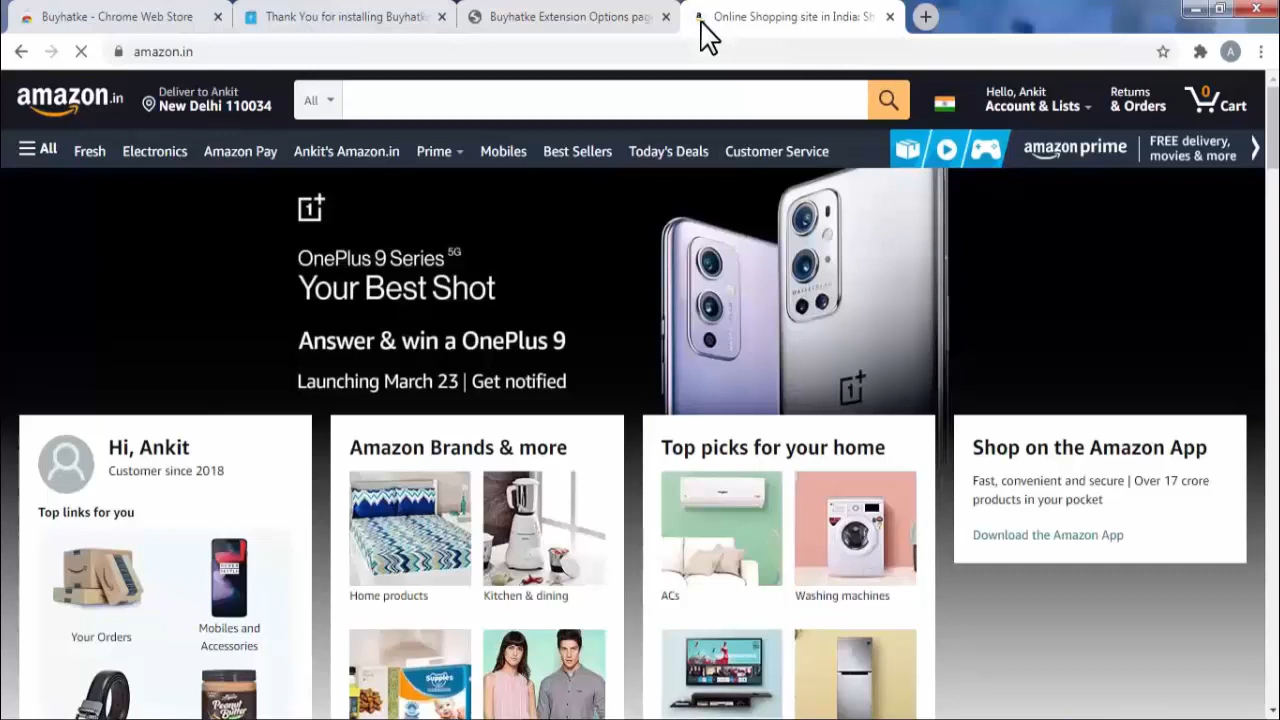 Buyhatke - Chrome Web Store
Thank You for installing Buyhatk
Buyhatke Extension Options pag
Online Shopping site in India: Sh
amazon.in
A
amazon.in
Deliver to Ankit
New Delhi 110034
All
Hello, Ankit
Account & Lists
Returns
& Orders
0
Cart
All
Fresh
Electronics
Amazon Pay
Ankit's Amazon.in
Prime
Mobiles
Best Sellers
Today's Deals
Customer Service
amazon prime
FREE delivery,
movies & more
OnePlus 9 Series 5G
Your Best Shot
Answer & win a OnePlus 9
Launching March 23 | Get notified
HASSELBLAD
Hi, Ankit
Customer since 2018
Top links for you
Your Orders
Mobiles and
Accessories
Peanut
Butter
Amazon Brands & more
Home products
Kitchen & dining
Supples
Top picks for your home
ACs
Washing machines
Shop on the Amazon App
Fast, convenient and secure | Over 17 crore
products in your pocket
Download the Amazon App